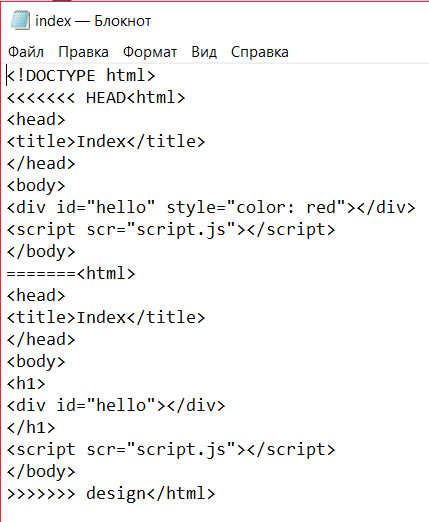 index — Блокнот
Файл Правка Формат Вид Справка
<!DOCTYPE html>
<<<<<<< HEAD<html>
<head>
<title>Index</title>
</head>
<body>
<div id="hello" style="color: red"></div>
<script scr="script.js"></script>
</body>
=======<html>
<head>
<title>Index</title>
</head>
<body>
<h1>
<div id="hello"></div>
</h1>
<script scr="script.js"></script>
</body>
>>>>>>> design</html>